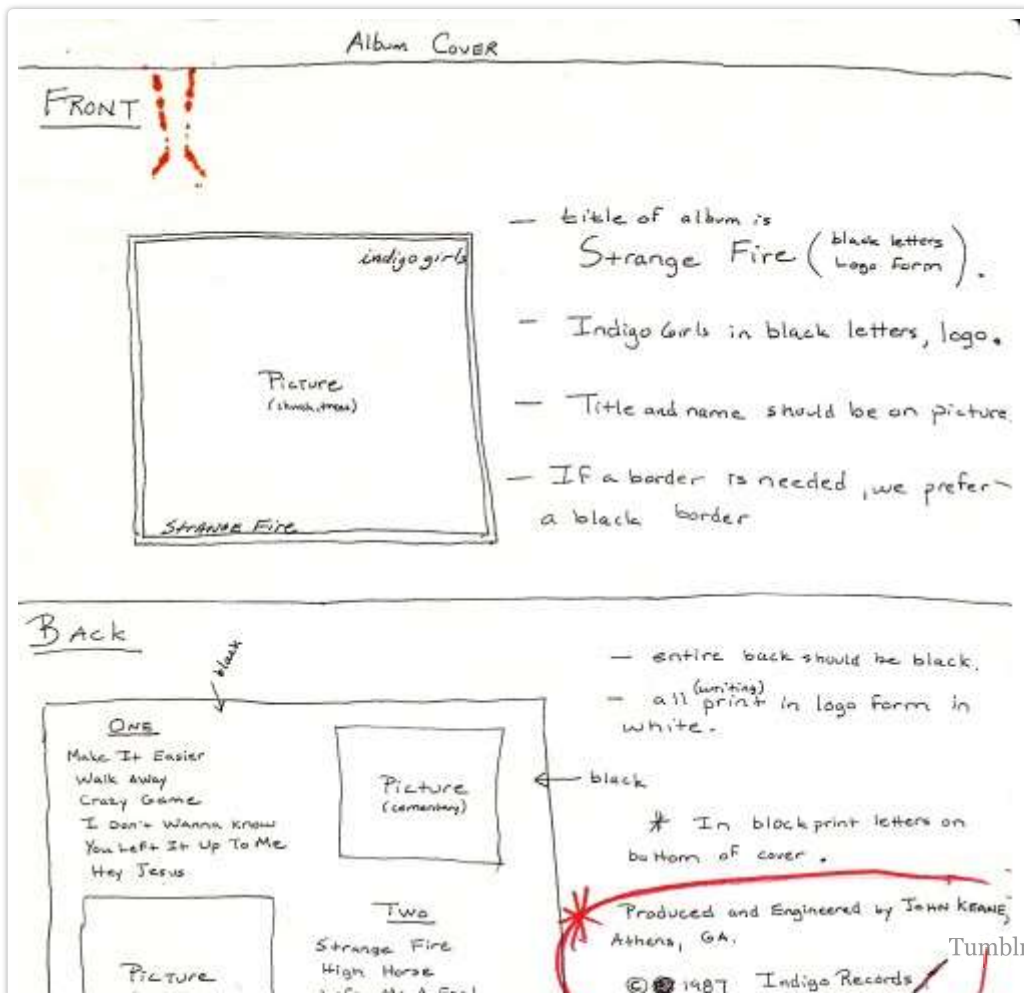 Album Cover
FRONT
— title of album is
Strange Fire (black letters
Logo Form).
indigo girls
— Indigo Girls in black letters, logo.
Picture
— Title and name should be on picture.
— If a border is needed, we prefer
a black border
STRANGE Fire
BACK
black
— entire back should be black.
— all print in logo form in
(writing)
white.
ONE
Make It Easier
Walk Away
Crazy Game
I Don't Wanna Know
You Left It Up To Me
Hey Jesus
Picture
black
* In block print letters on
bottom of cover.
Two
Strange Fire
High Horse
Picture
* Produced and Engineered by JOHN KEANE,
Athens, GA.
© 1987 Indigo Records
Tumblr